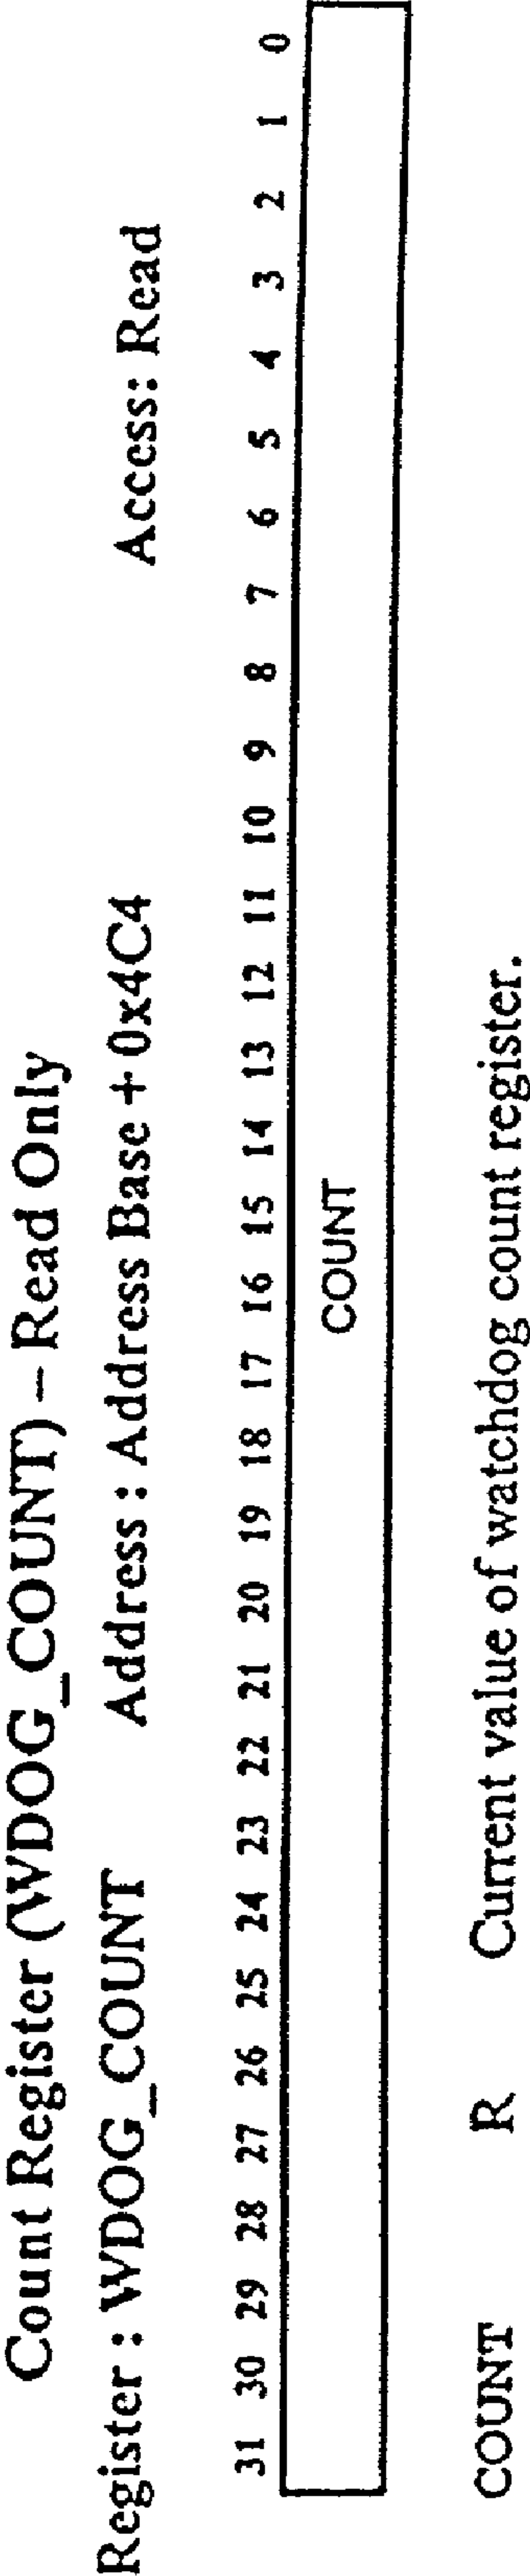 Count Register (WDOG_COUNT) – Read Only
Register : WDOG_COUNT Address : Address Base + 0x4C4 Access: Read
31 30 29 28 27 26 25 24 23 22 21 20 19 18 17 16 15 14 13 12 11 10 9 8 7 6 5 4 3 2 1 0
COUNT
COUNT R Current value of watchdog count register.